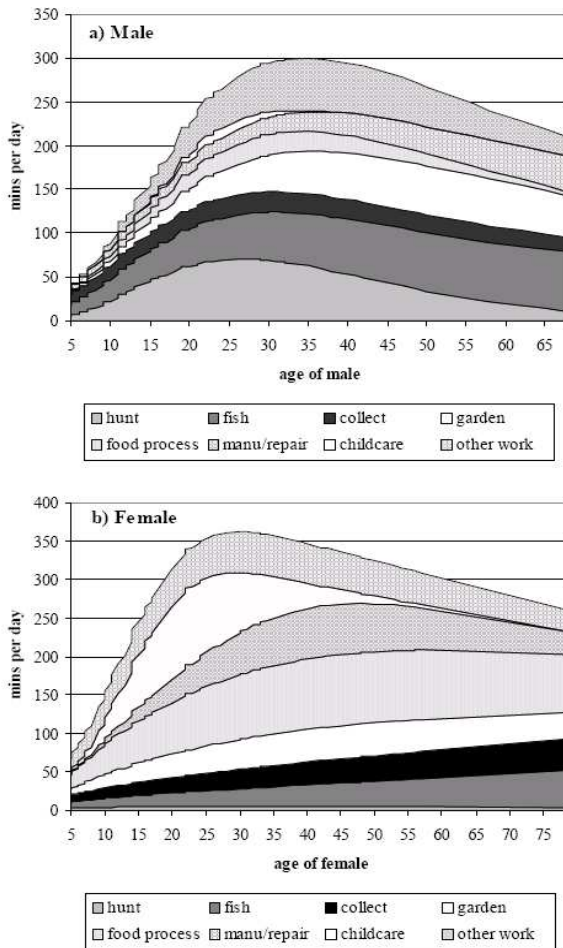 350
a) Male
300
250
200
150
100
50
0
mins per day
5 10 15 20 25 30 35 40 45 50 55 60 65
age of male
hunt fish collect garden
food process manu/repair childcare other work
400
b) Female
350
300
250
200
150
100
50
0
mins per day
5 10 15 20 25 30 35 40 45 50 55 60 65 70 75
age of female
hunt fish collect garden
food process manu/repair childcare other work